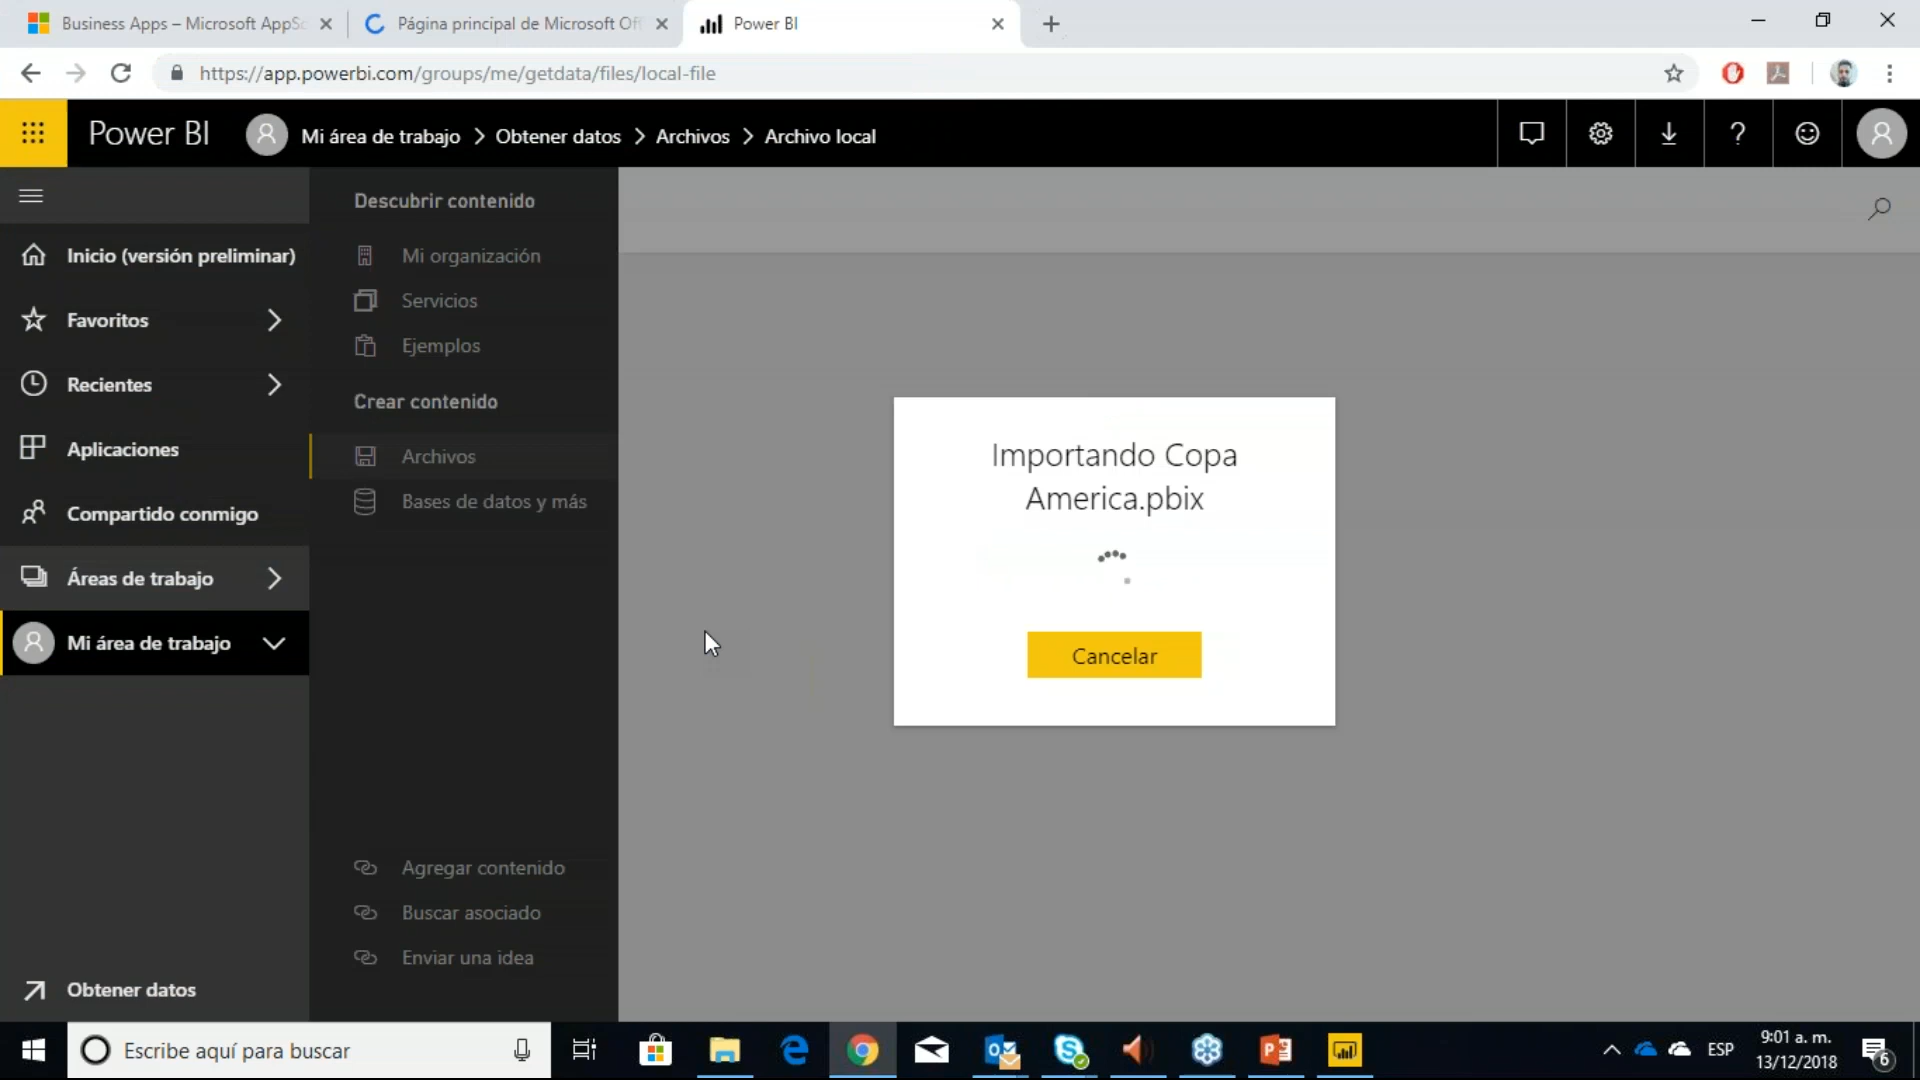 Business Apps – Microsoft AppSo
Página principal de Microsoft Off
Power BI
https://app.powerbi.com/groups/me/getdata/files/local-file
Power BI
Mi área de trabajo > Obtener datos > Archivos > Archivo local
Descubrir contenido
Inicio (versión preliminar)
Mi organización
Servicios
Favoritos
Ejemplos
Recientes
Crear contenido
Aplicaciones
Archivos
Bases de datos y más
Compartido conmigo
Áreas de trabajo
Mi área de trabajo
Importando Copa
America.pbix
Cancelar
Agregar contenido
Buscar asociado
Enviar una idea
Obtener datos
Escribe aquí para buscar
ESP
9:01 a. m.
13/12/2018
6